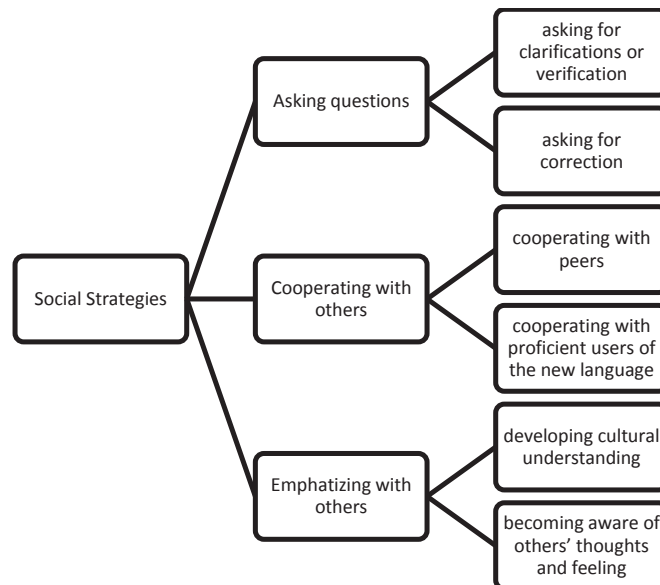 Social Strategies
Asking questions
asking for
clarifications or
verification
asking for
correction
Cooperating with
others
cooperating with
peers
cooperating with
proficient users of
the new language
Emphatizing with
others
developing cultural
understanding
becoming aware of
others’ thoughts
and feeling